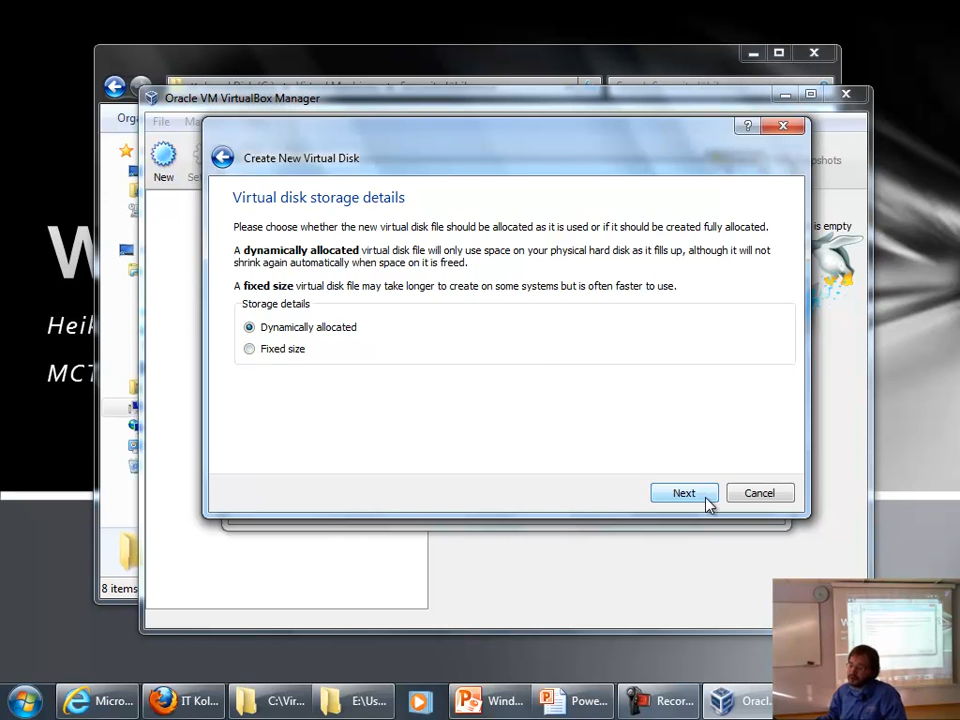 Oracle VM VirtualBox Manager
Orga
File
Ma
New
Se
apshots
is empty
W
Heik
MCT
Create New Virtual Disk
Virtual disk storage details
Please choose whether the new virtual disk file should be allocated as it is used or if it should be created fully allocated.
A dynamically allocated virtual disk file will only use space on your physical hard disk as it fills up, although it will not
shrink again automatically when space on it is freed.
A fixed size virtual disk file may take longer to create on some systems but is often faster to use.
Storage details
Dynamically allocated
Fixed size
Next
Cancel
8 items
Micro...
IT Kol...
C:\Vir...
E:\Us...
Wind...
Powe...
Recor...
Oracl